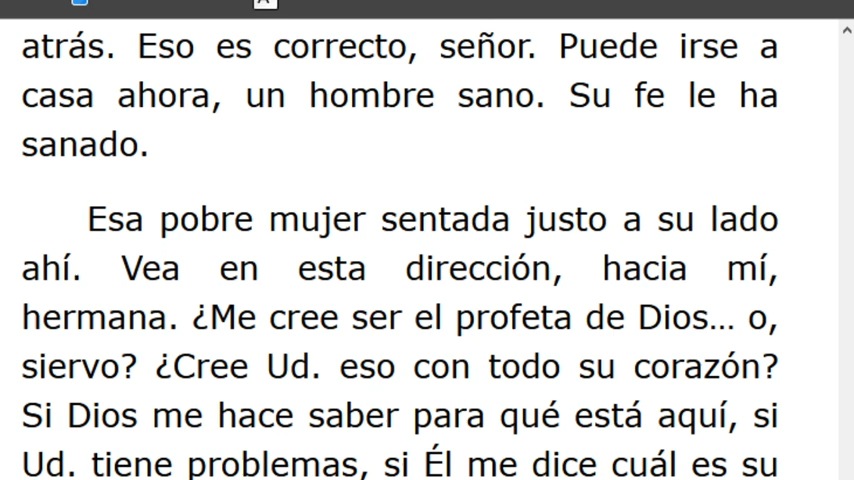 atrás. Eso es correcto, señor. Puede irse a
casa ahora, un hombre sano. Su fe le ha
sanado.
Esa pobre mujer sentada justo a su lado
ahí. Vea en esta dirección, hacia mí,
hermana. ¿Me cree ser el profeta de Dios... o,
siervo? ¿Cree Ud. eso con todo su corazón?
Si Dios me hace saber para qué está aquí, si
Ud. tiene problemas, si Él me dice cuál es su